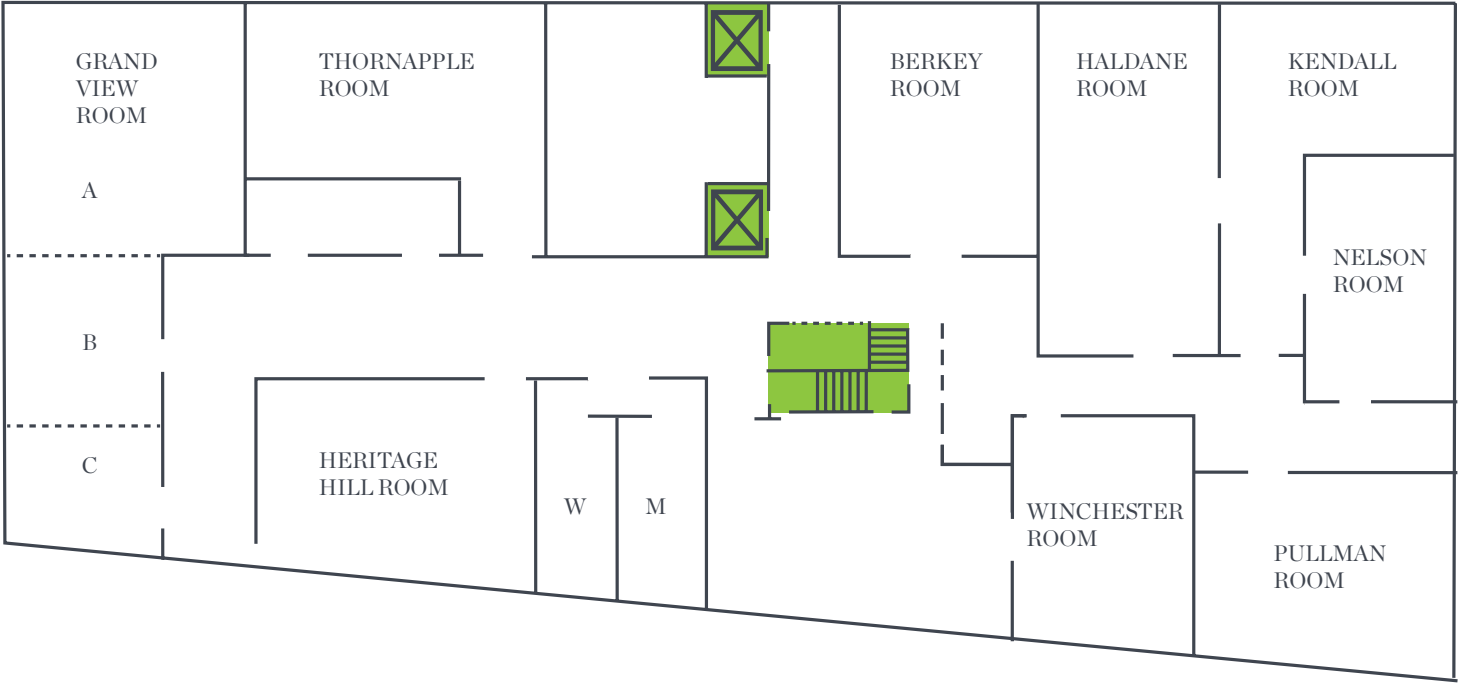 GRAND
VIEW
ROOM
A
B
C
THORNAPPLE
ROOM
BERKEY
ROOM
HALDANE
ROOM
KENDALL
ROOM
NELSON
ROOM
HERITAGE
HILL ROOM
W
M
WINCHESTER
ROOM
PULLMAN
ROOM